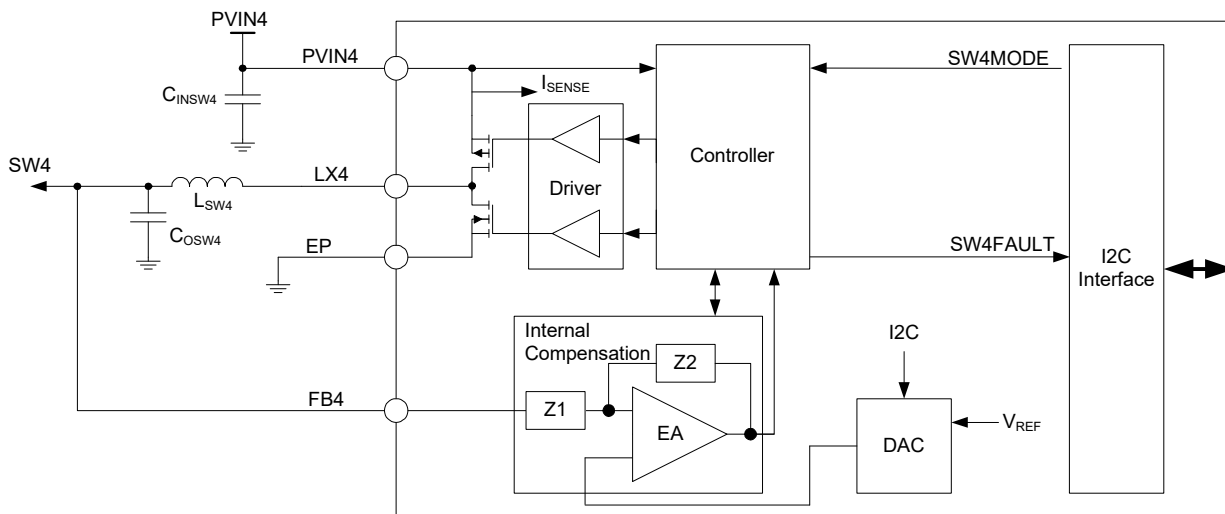 PVIN4
PVIN4
SW4MODE
CINSW4
ISENSE
Controller
SW4
LX4
Driver
LSW4
COSW4
EP
SW4FAULT
I2C
Interface
Internal
Compensation
I2C
Z2
FB4
Z1
EA
DAC
VREF